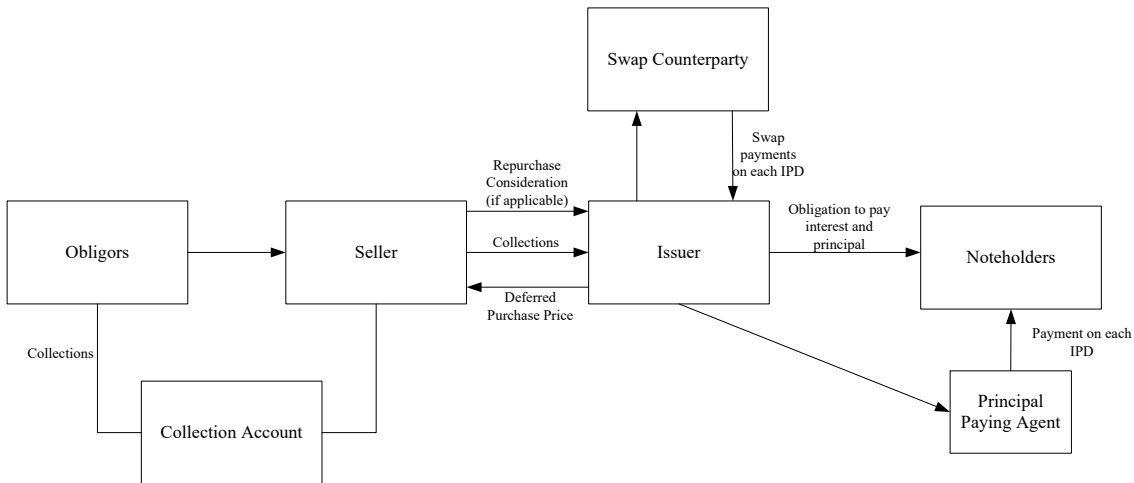 Swap Counterparty
Swap
payments
on each IPD
Repurchase
Consideration
(if applicable)
Obligation to pay
interest and
principal
Obligors
Seller
Collections
Issuer
Noteholders
Deferred
Purchase Price
Collections
Payment on each
IPD
Principal
Paying Agent
Collection Account